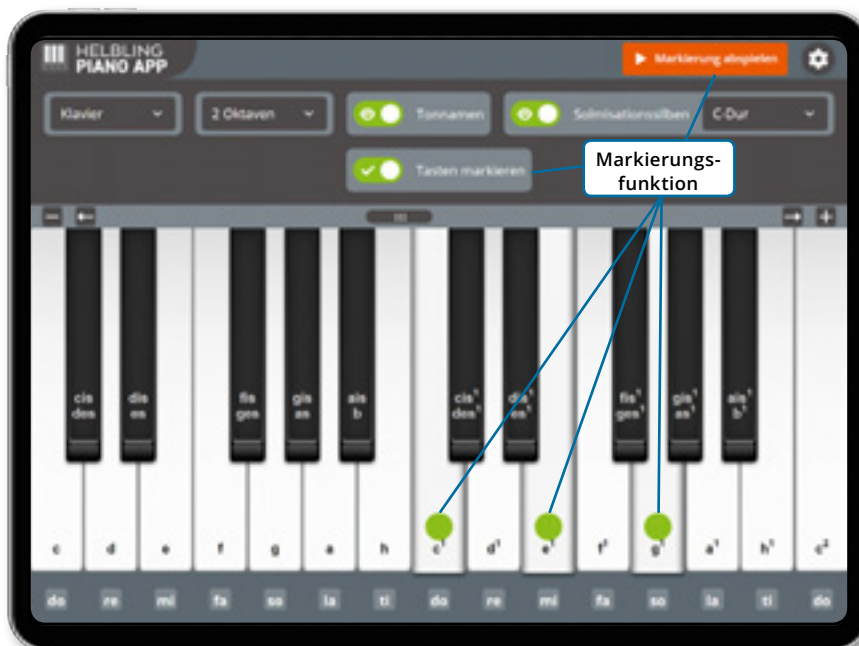 HELBLING
PIANO APP
Markierung abspielen
Klavier
2 Oktaven
Tonnamen
Solmisationssilben
C-Dur
Tasten markieren
Markierungs-
funktion
cis dis fis gis ais cis¹ dis¹ fis¹ gis¹ ais¹
des es ges as b des¹ es¹ ges¹ as¹ b¹
c d e f g a h c¹ d¹ e¹ f¹ g¹ a¹ h¹ c²
do re mi fa so la ti do re mi fa so la ti do